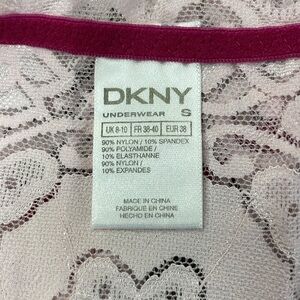 DKNY
UNDERWEAR S
UK 8-10 FR 38-40 EUR 38
90% NYLON / 10% SPANDEX
90% POLYAMIDE /
10% ELASTHANNE
90% NYLON /
10% EXPANDES
MADE IN CHINA
FABRIQUE EN CHINE
HECHO EN CHINA